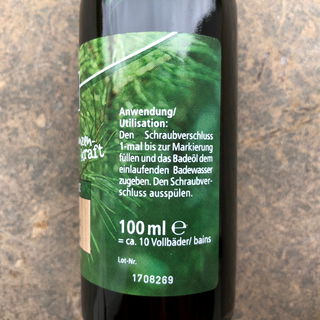 Anwendung/
Utilisation:
Den Schraubverschluss
1-mal bis zur Markierung
füllen und das Badeöl dem
einlaufenden Badewasser
zugeben. Den Schraubver-
schluss ausspülen.
100 ml ℮
= ca. 10 Vollbäder/ bains
Lot-Nr.
1708269